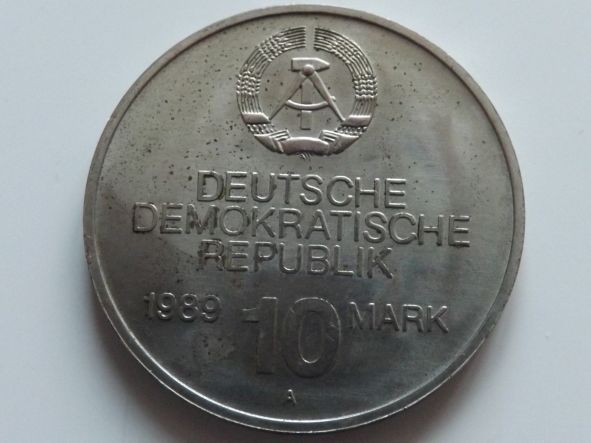 DEUTSCHE
DEMOKRATISCHE
REPUBLIK
1989 10 MARK
A